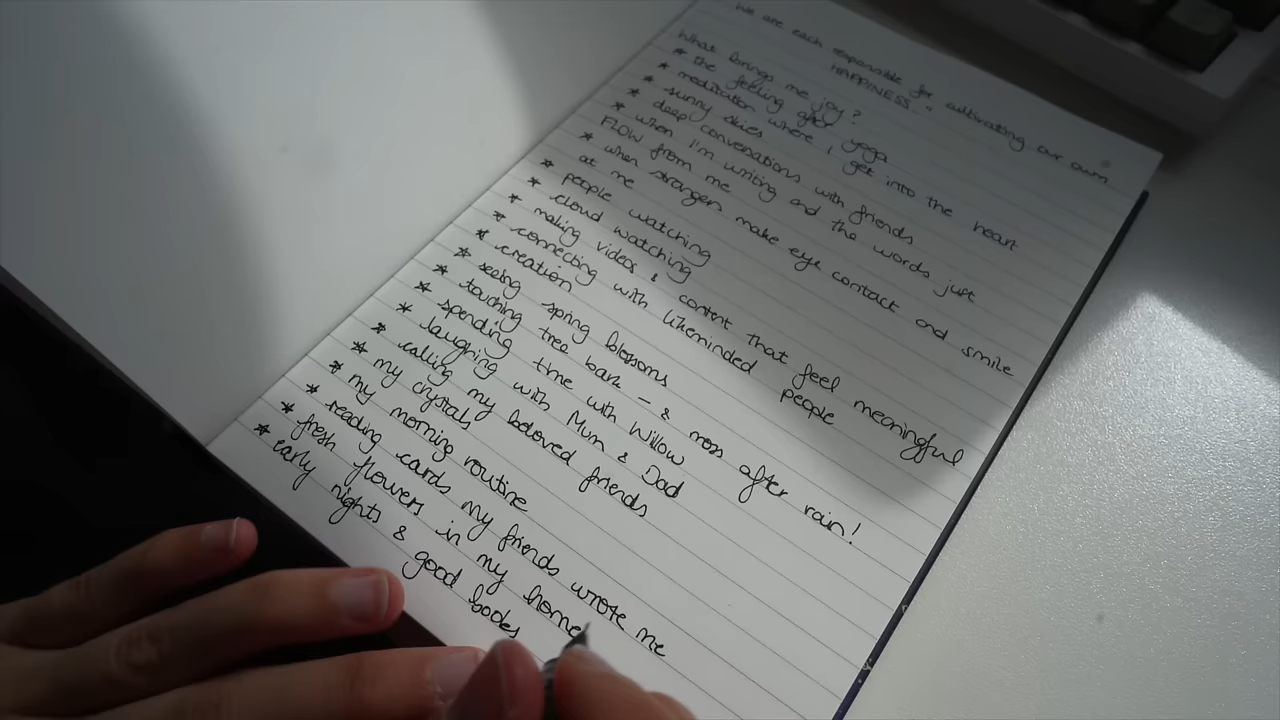 We are each responsible for cultivating our own
HAPPINESS"
What brings me joy?
* the feeling after yoga
* meditation where i get into the heart
* sunny skies
* deep conversations with friends
* when I'm writing and the words just
FLOW from me
* when strangers make eye contact and smile
at me
* people watching
* cloud watching
* making videos & content that feel meaningful
* connecting with likeminded people
* creation
* seeing spring blossoms
* touching tree bark - & moss after rain!
* spending time with Willow
* laughing with Mum & Dad
* calling my beloved friends
* my crystals
* my morning routine
* reading cards my friends wrote me
* fresh flowers in my home
* early nights & good books